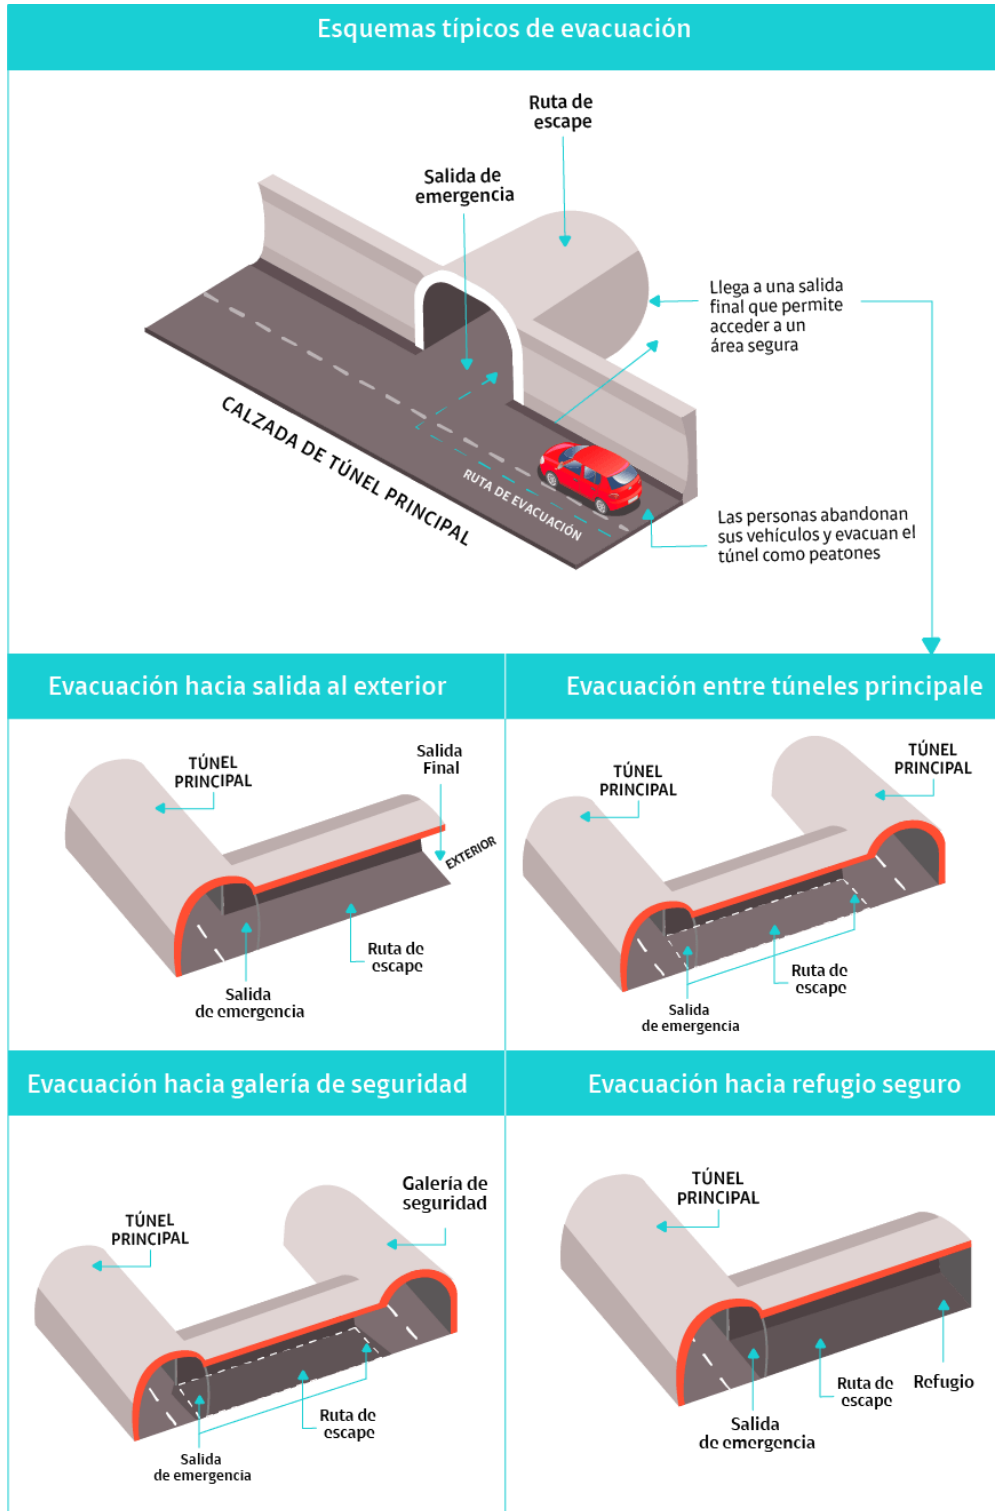 Esquemas típicos de evacuación
Ruta de
escape
Salida de
emergencia
Llega a una salida
final que permite
acceder a un
área segura
CALZADA DE TÚNEL PRINCIPAL
RUTA DE EVACUACIÓN
Las personas abandonan
sus vehículos y evacuan el
túnel como peatones
Evacuación hacia salida al exterior
TÚNEL
PRINCIPAL
Salida
Final
EXTERIOR
Ruta de
escape
Salida
de emergencia
Evacuación entre túneles principale
TÚNEL
PRINCIPAL
TÚNEL
PRINCIPAL
Ruta de
escape
Salida
de emergencia
Evacuación hacia galería de seguridad
TÚNEL
PRINCIPAL
Galería de
seguridad
Ruta de
escape
Salida
de emergencia
Evacuación hacia refugio seguro
TÚNEL
PRINCIPAL
Ruta de
escape
Refugio
Salida
de emergencia